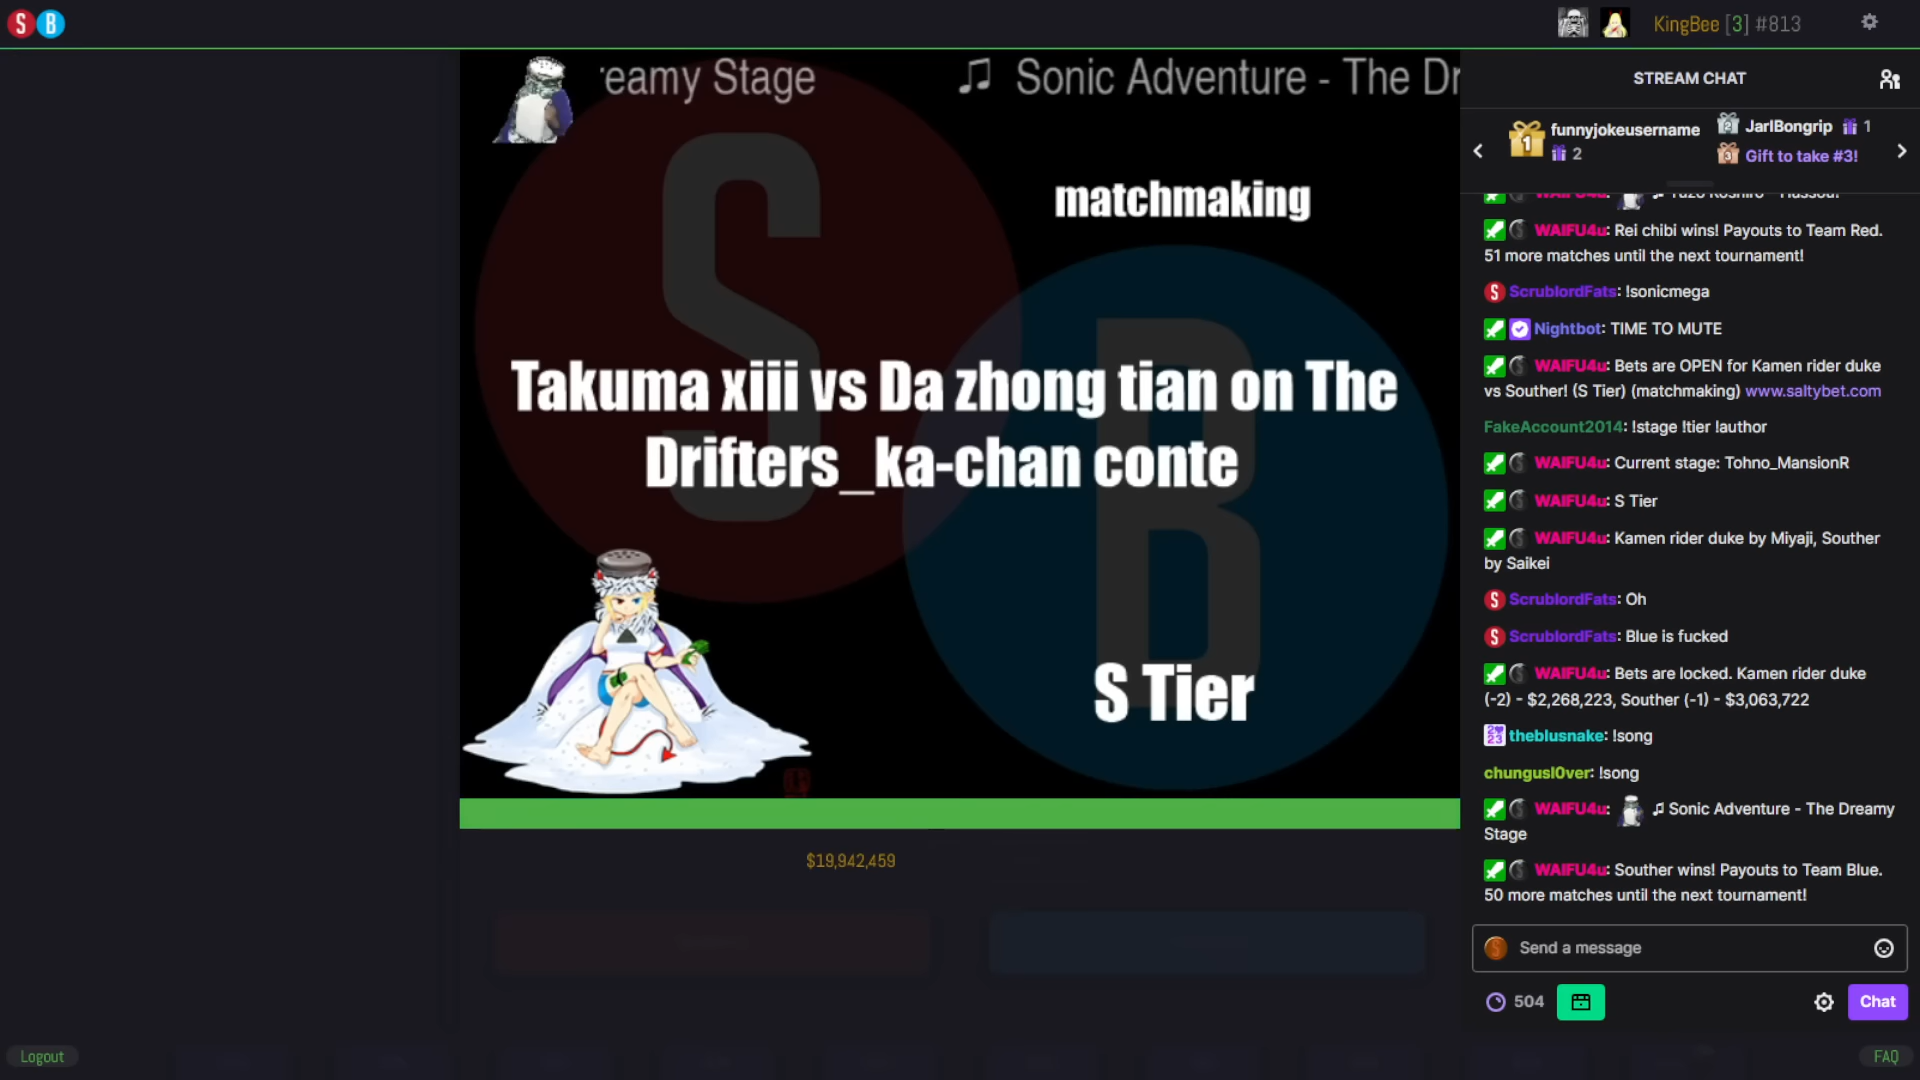 S B
KingBee [3] #813
reamy Stage ♫ Sonic Adventure - The Dr
matchmaking
S
B
Takuma xiii vs Da zhong tian on The
Drifters_ka-chan conte
S Tier
$19,942,459
Logout
FAQ
STREAM CHAT
1 funnyjokeusername
2
2 JarlBongrip 1
3 Gift to take #3!
WAIFU4u: Rei chibi wins! Payouts to Team Red.
51 more matches until the next tournament!
ScrublordFats: !sonicmega
Nightbot: TIME TO MUTE
WAIFU4u: Bets are OPEN for Kamen rider duke
vs Souther! (S Tier) (matchmaking) www.saltybet.com
FakeAccount2014: !stage !tier !author
WAIFU4u: Current stage: Tohno_MansionR
WAIFU4u: S Tier
WAIFU4u: Kamen rider duke by Miyaji, Souther
by Saikei
ScrublordFats: Oh
ScrublordFats: Blue is fucked
WAIFU4u: Bets are locked. Kamen rider duke
(-2) - $2,268,223, Souther (-1) - $3,063,722
theblusnake: !song
chungusl0ver: !song
WAIFU4u: ♫ Sonic Adventure - The Dreamy
Stage
WAIFU4u: Souther wins! Payouts to Team Blue.
50 more matches until the next tournament!
Send a message
504
Chat